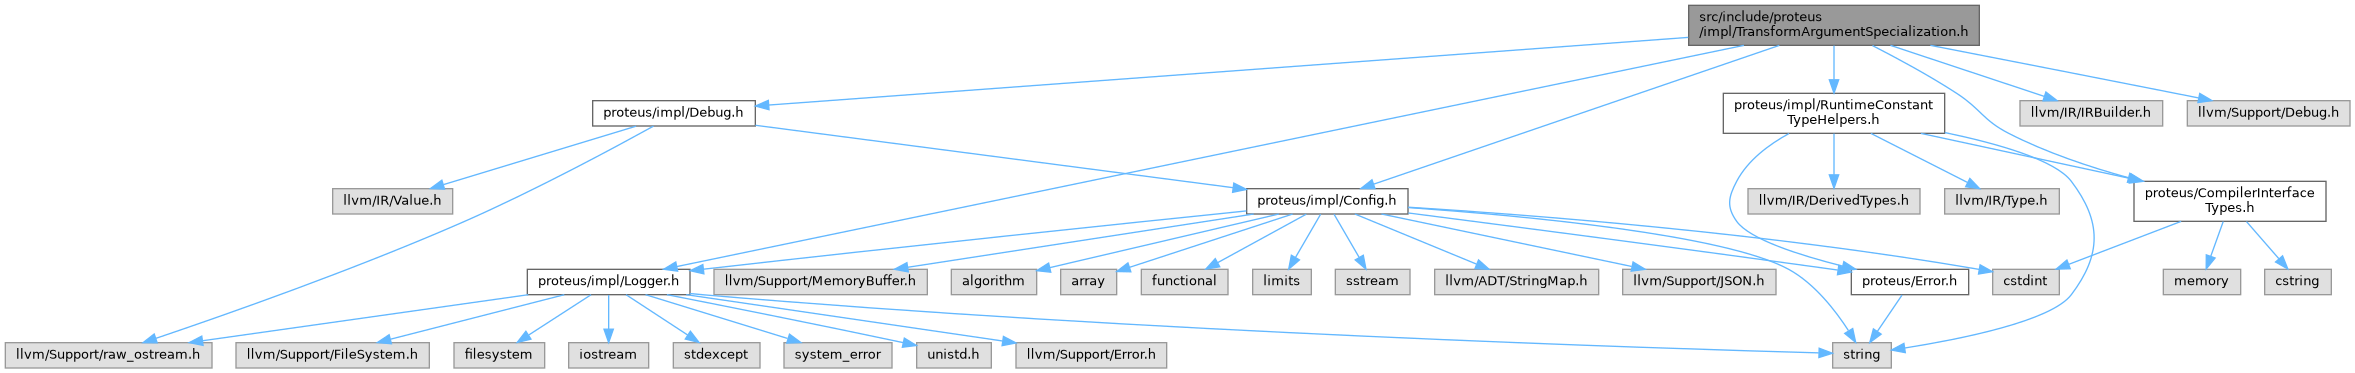 src/include/proteus
/impl/TransformArgumentSpecialization.h
proteus/impl/Debug.h
proteus/impl/RuntimeConstant
TypeHelpers.h
llvm/IR/IRBuilder.h
llvm/Support/Debug.h
llvm/IR/Value.h
proteus/impl/Config.h
llvm/IR/DerivedTypes.h
llvm/IR/Type.h
proteus/CompilerInterface
Types.h
proteus/impl/Logger.h
llvm/Support/MemoryBuffer.h
algorithm
array
functional
limits
sstream
llvm/ADT/StringMap.h
llvm/Support/JSON.h
proteus/Error.h
cstdint
memory
cstring
llvm/Support/raw_ostream.h
llvm/Support/FileSystem.h
filesystem
iostream
stdexcept
system_error
unistd.h
llvm/Support/Error.h
string